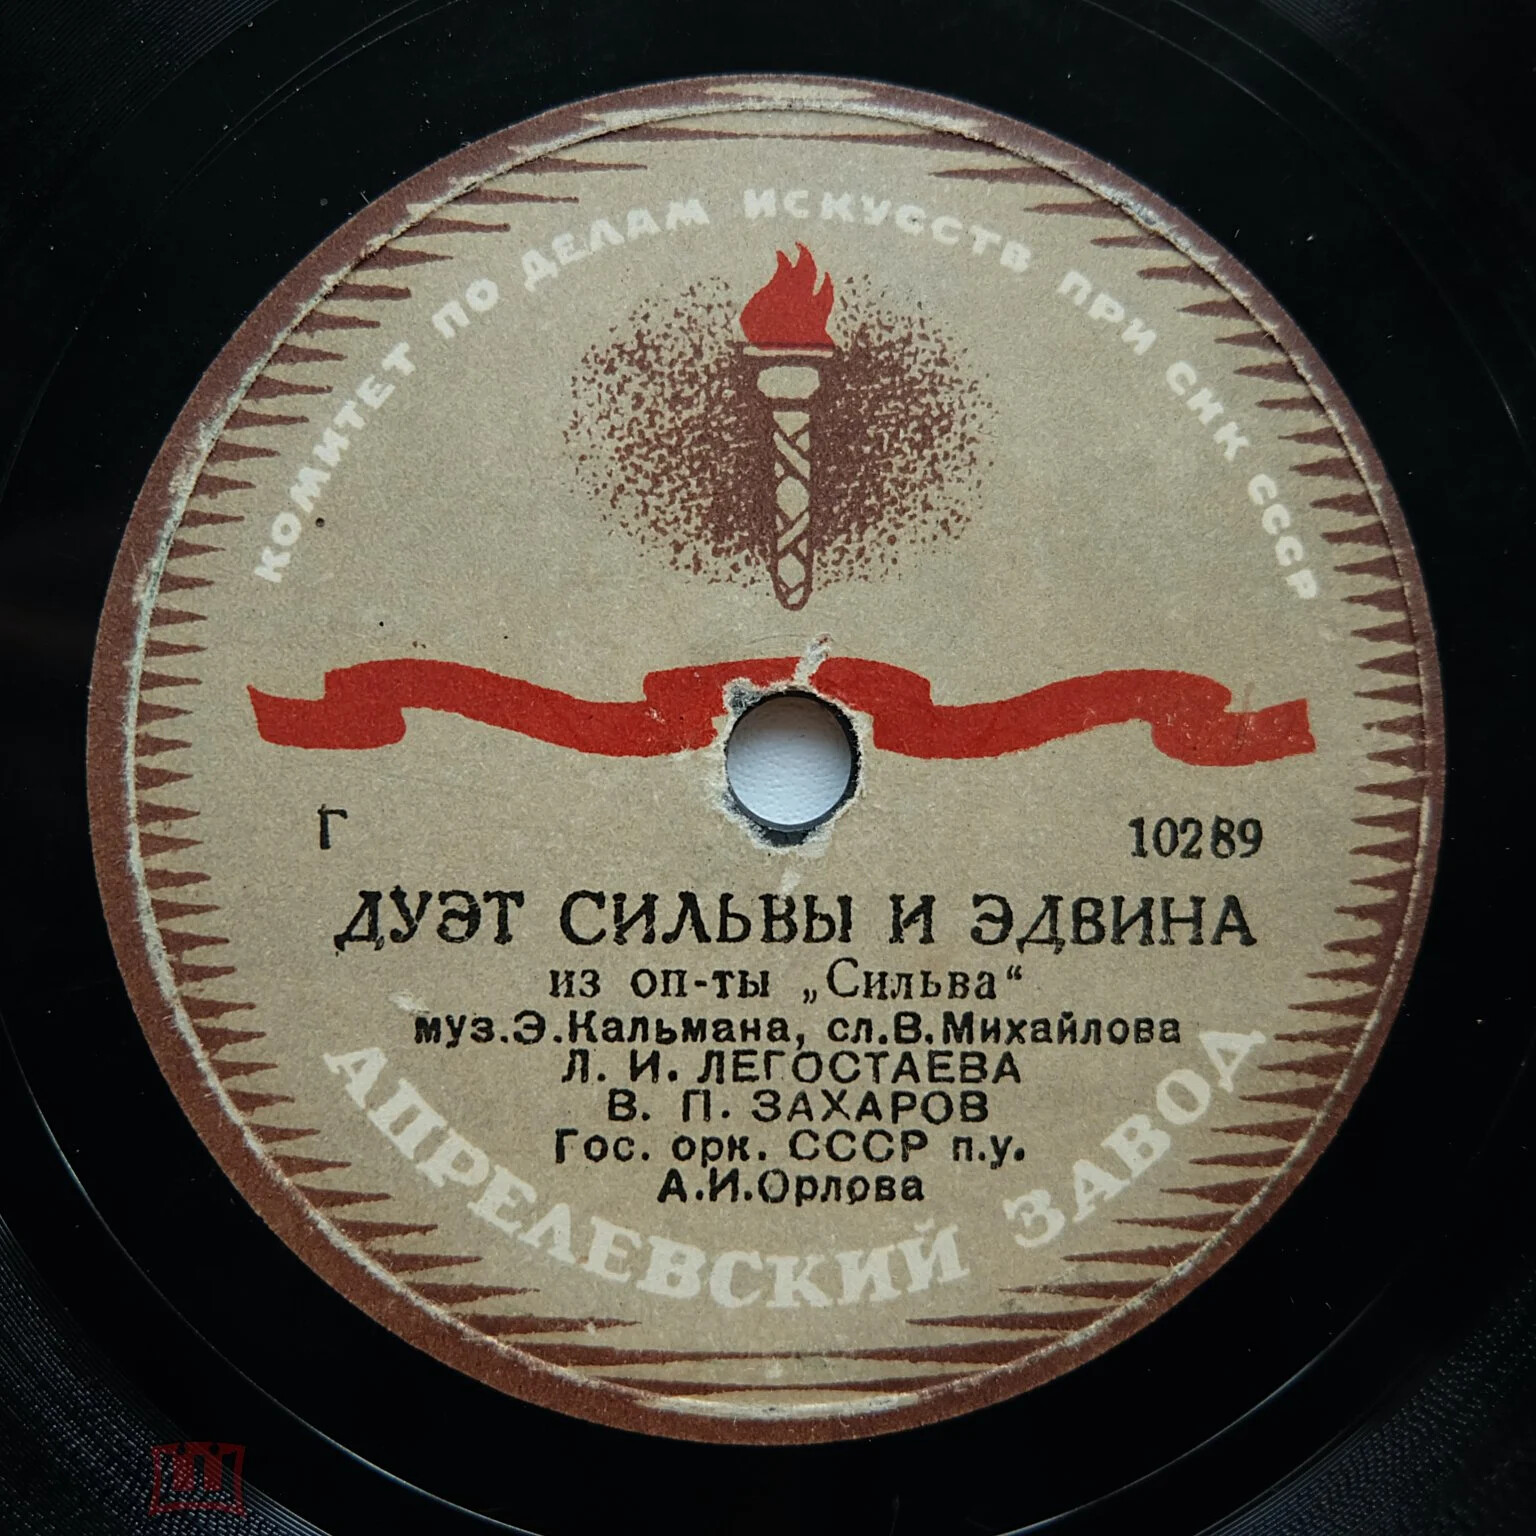 КОМИТЕТ ПО ДЕЛАМ ИСКУССТВ ПРИ СНК СССР
Г 10289
ДУЭТ СИЛЬВЫ И ЭДВИНА
из оп-ты „Сильва“
муз.Э.Кальмана, сл.В.Михайлова
Л. И. ЛЕГОСТАЕВА
В. П. ЗАХАРОВ
Гос. орк. СССР п.у.
А.И.Орлова
АПРЕЛЕВСКИЙ ЗАВОД